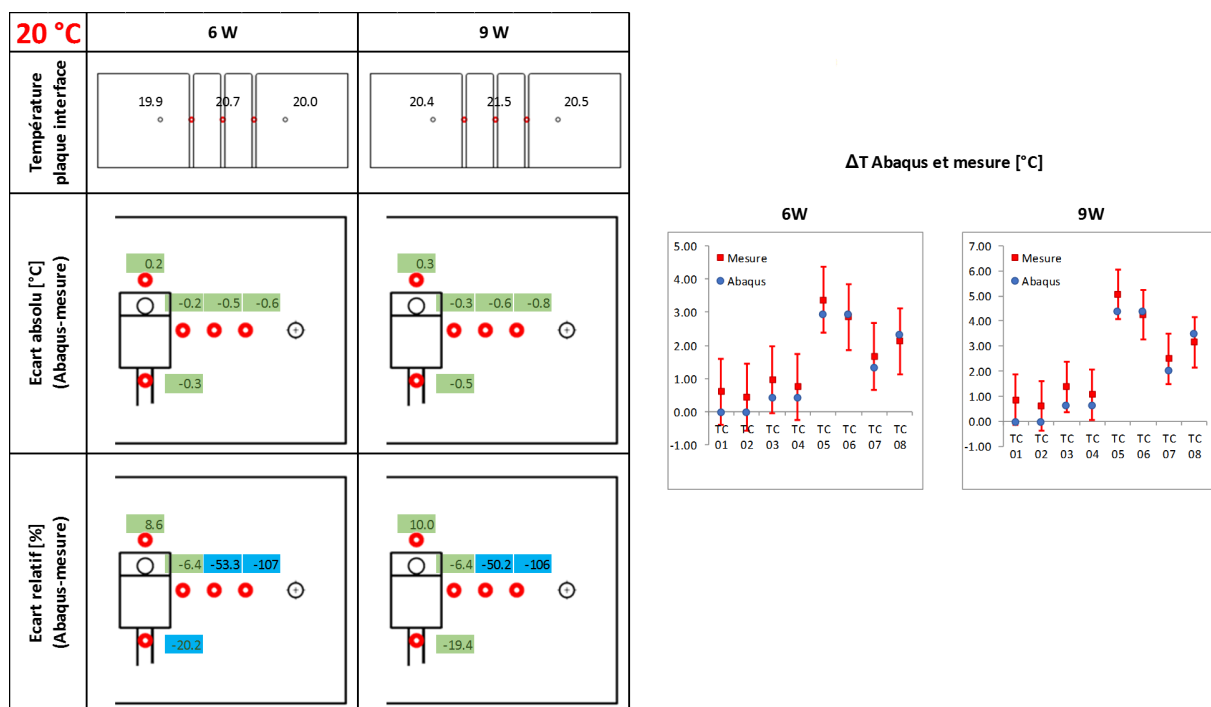 20 °C
6 W
9 W
Température
plaque interface
19.9
20.7
20.0
20.4
21.5
20.5
Ecart absolu [°C]
(Abaqus-mesure)
0.2
-0.2
-0.5
-0.6
-0.3
0.3
-0.3
-0.6
-0.8
-0.5
Ecart relatif [%]
(Abaqus-mesure)
8.6
-6.4
-53.3
-107
-20.2
10.0
-6.4
-50.2
-106
-19.4
ΔT Abaqus et mesure [°C]
6W
5.00
4.00
3.00
2.00
1.00
0.00
-1.00
Mesure
Abaqus
TC TC TC TC TC TC TC TC
01 02 03 04 05 06 07 08
9W
7.00
6.00
5.00
4.00
3.00
2.00
1.00
0.00
-1.00
Mesure
Abaqus
TC TC TC TC TC TC TC TC
01 02 03 04 05 06 07 08